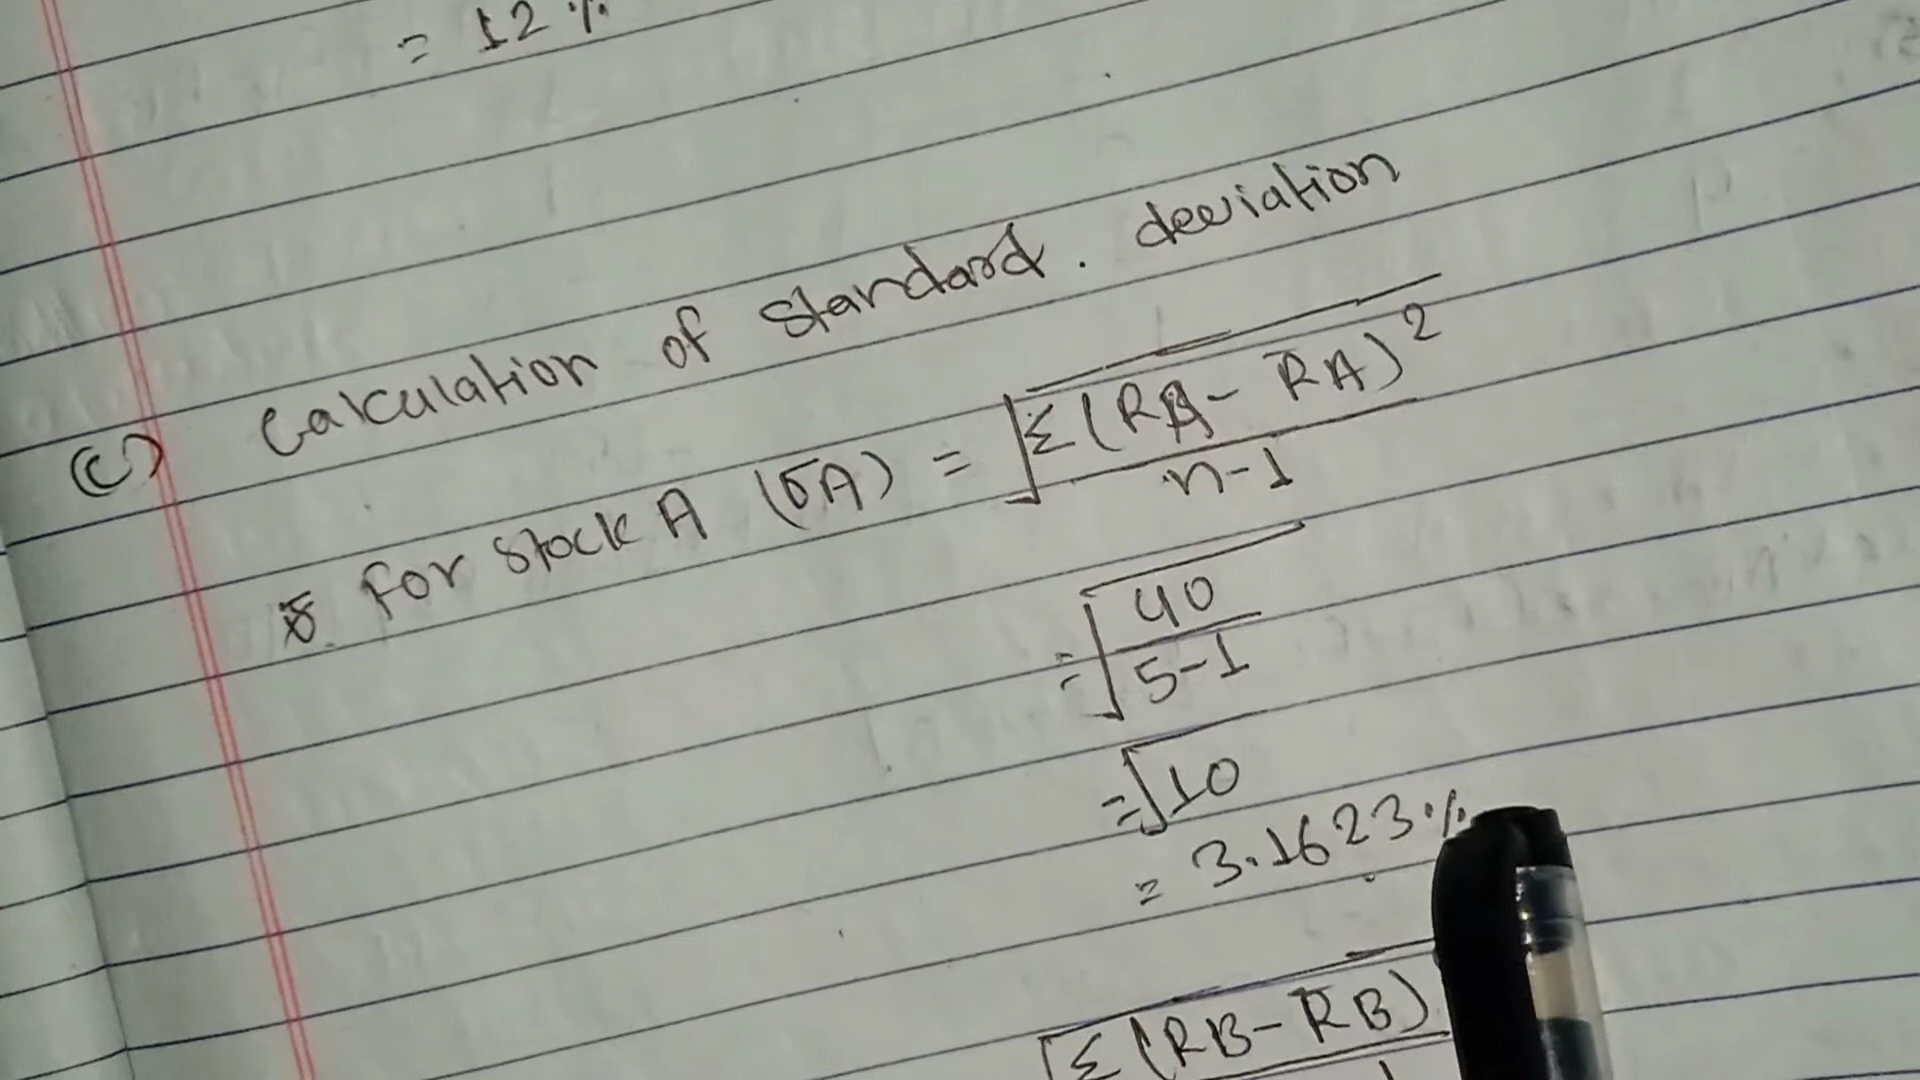 = 12 %
(C) Calculation of standard. deviation
For stock A (σA) = √Σ(RA - R̄A)² / n-1
= √40 / 5-1
= √10
= 3.1623%
√Σ(RB - R̄B)